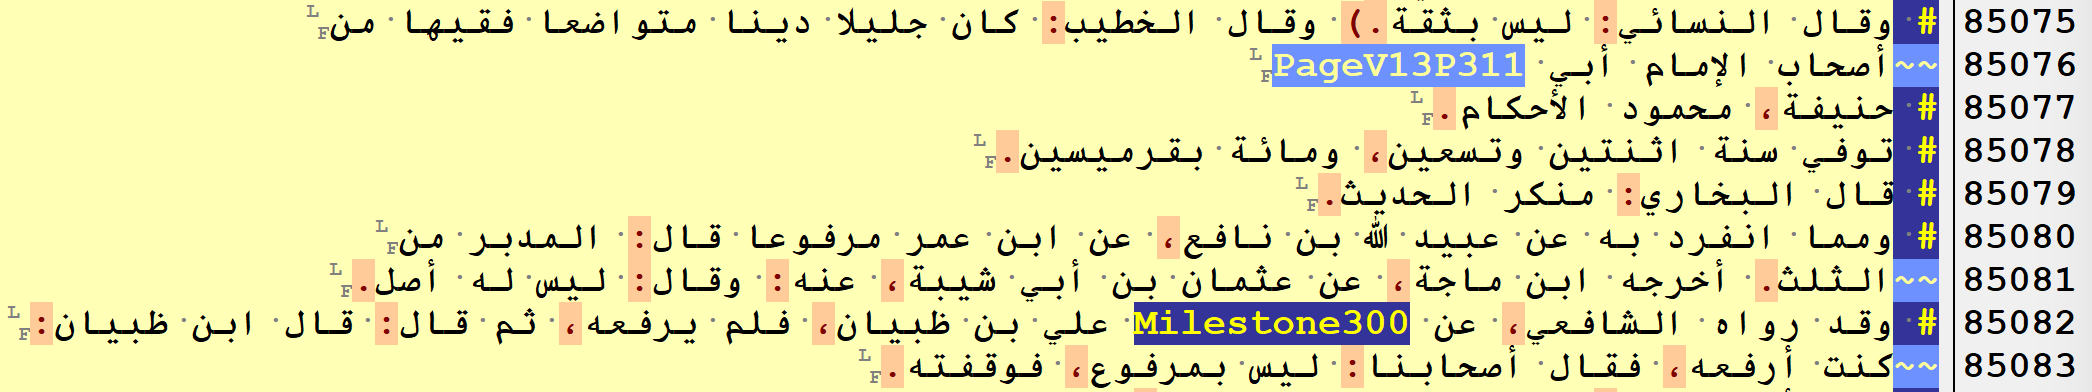 85075 # وقال النسائي: ليس بثقة.) وقال الخطيب: كان جليلا دينا متواضعا فقيها من
85076 ~~أصحاب الإمام أبي PageV13P311
85077 # حنيفة، محمود الأحكام.
85078 # توفي سنة اثنتين وتسعين، ومائة بقرميسين.
85079 # قال البخاري: منكر الحديث.
85080 # ومما انفرد به عن عبيد الله بن نافع، عن ابن عمر مرفوعا قال: المدبر من
85081 ~~الثلث. أخرجه ابن ماجة، عن عثمان بن أبي شيبة، عنه: وقال: ليس له أصل.
85082 # وقد رواه الشافعي، عن Milestone300 علي بن ظبيان، فلم يرفعه، ثم قال: قال ابن ظبيان:
85083 ~~كنت أرفعه، فقال أصحابنا: ليس بمرفوع، فوقفته.